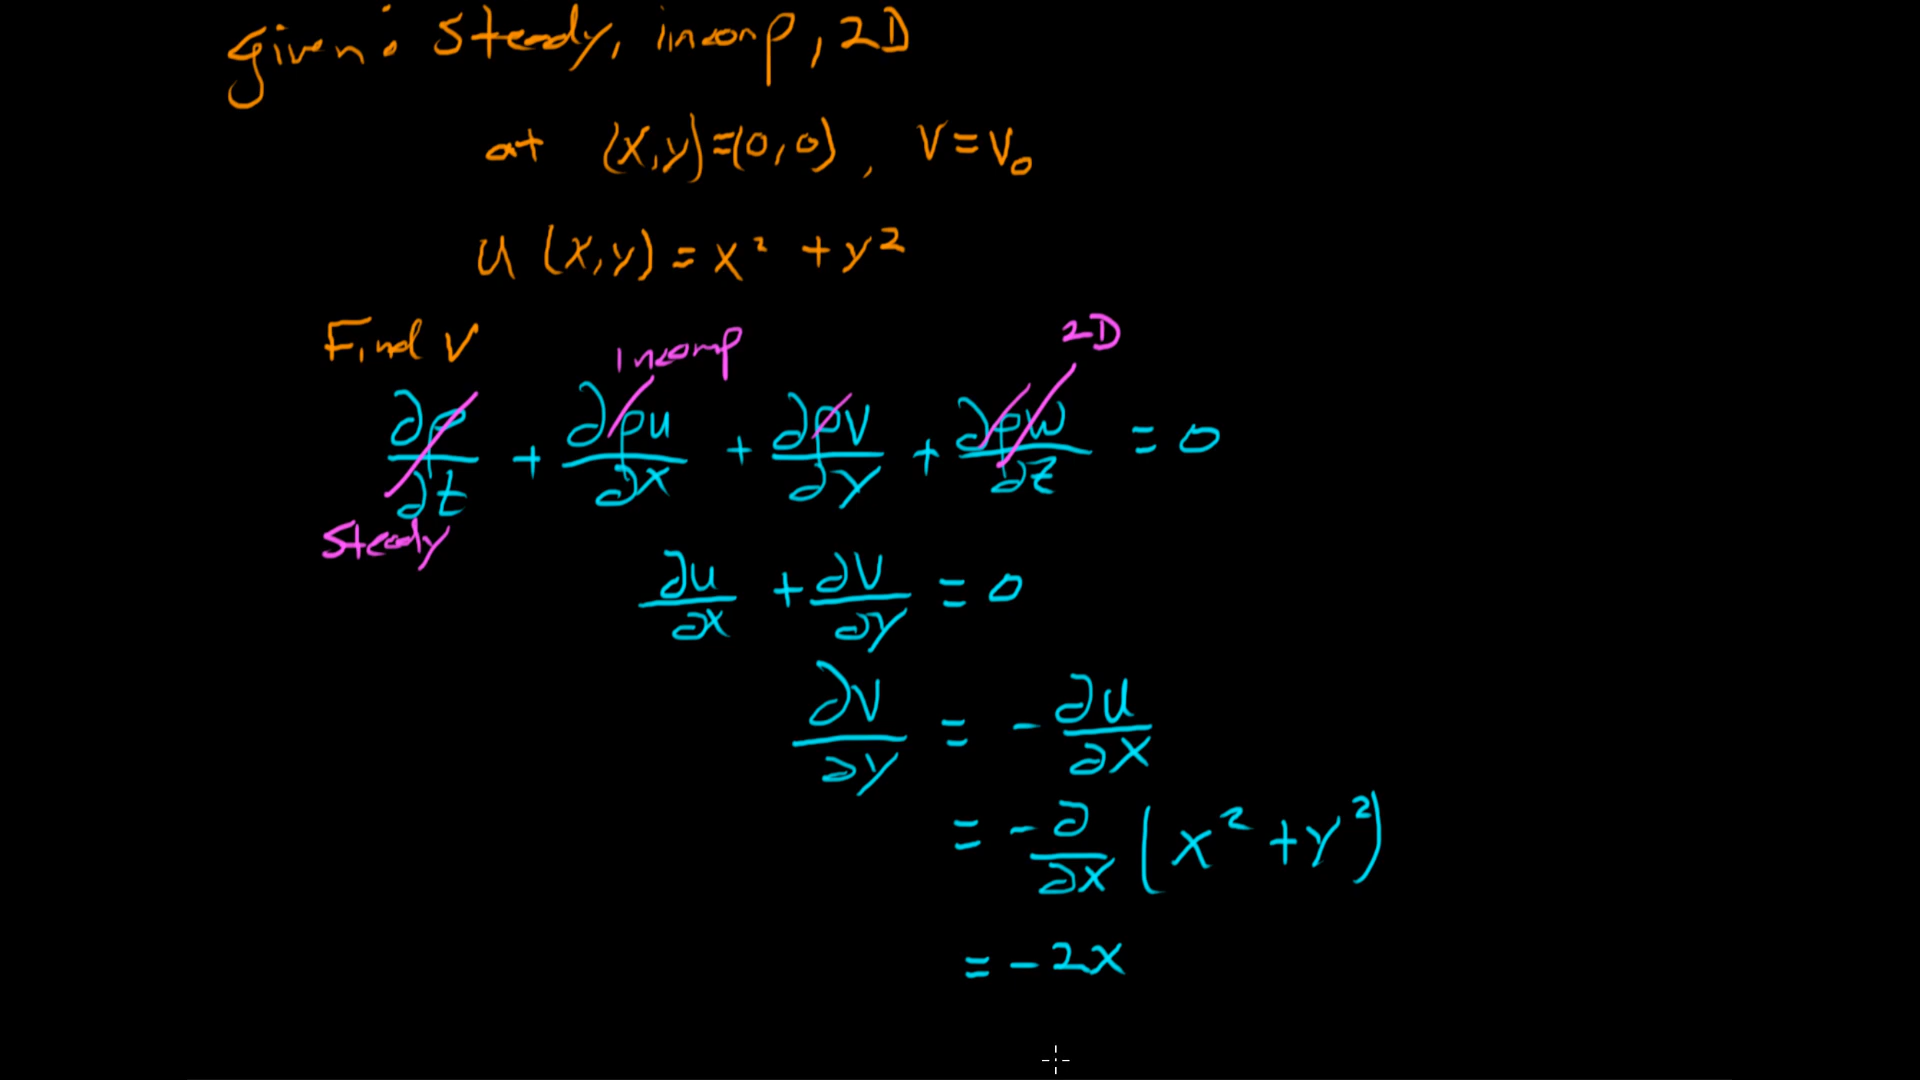 given: Steady, incomp, 2D
at (x,y)=(0,0), v=v₀
u (x,y) = x² + y²
Find v
incomp 2D
∂ρ/∂t + ∂ρu/∂x + ∂ρv/∂y + ∂ρw/∂z = 0
Steady
∂u/∂x + ∂v/∂y = 0
∂v/∂y = - ∂u/∂x
= - ∂/∂x (x² + y²)
= - 2x